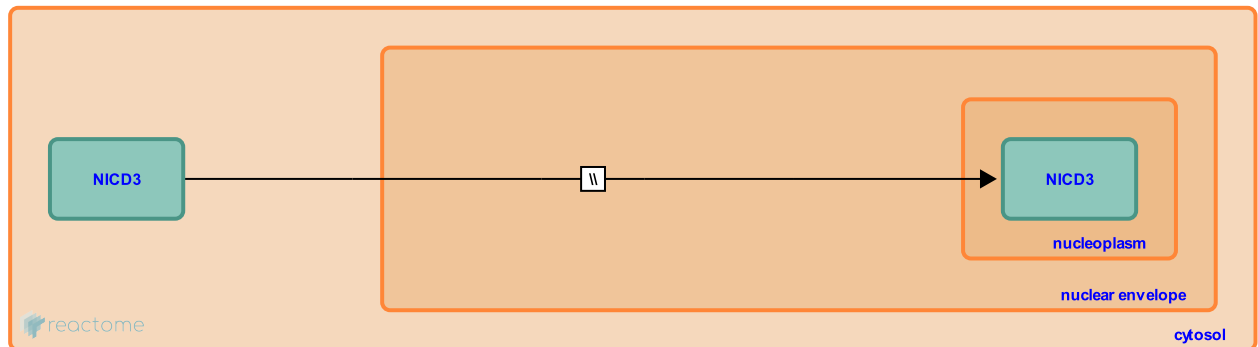 NICD3
\\
NICD3
nucleoplasm
nuclear envelope
reactome
cytosol